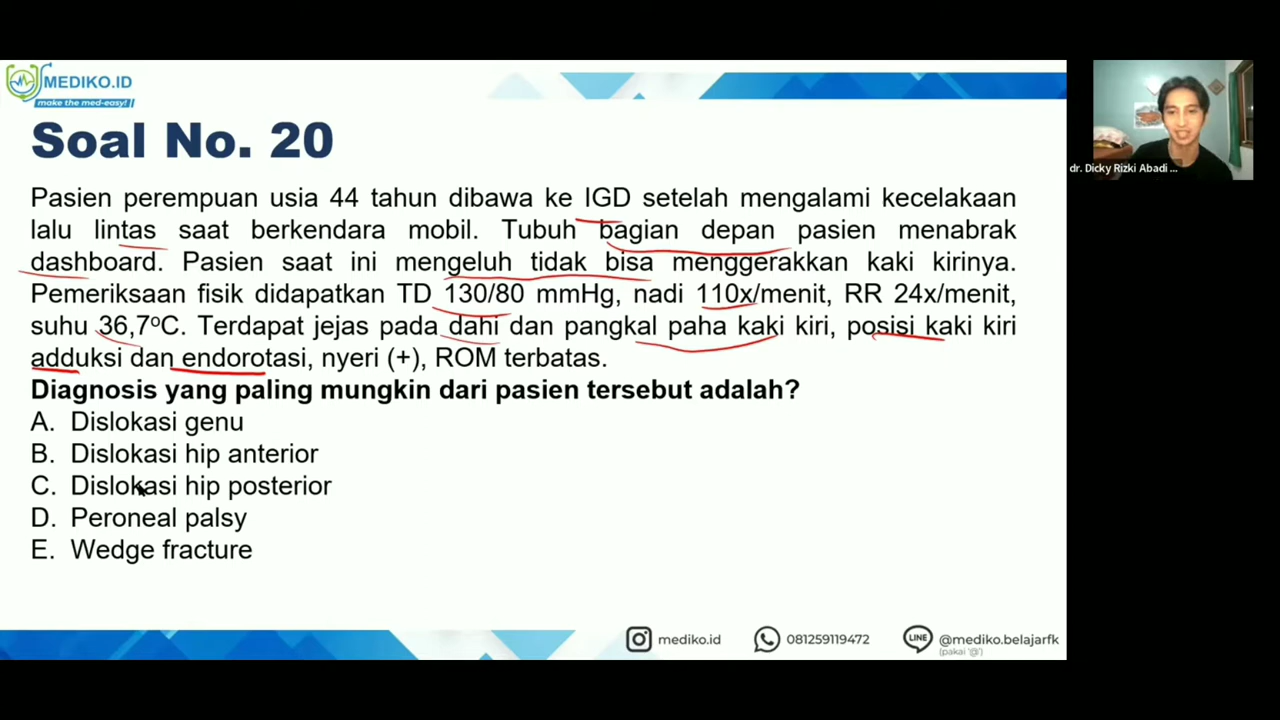 MEDIKO.ID
make the med-easy!
Soal No. 20
Pasien perempuan usia 44 tahun dibawa ke IGD setelah mengalami kecelakaan
lalu lintas saat berkendara mobil. Tubuh bagian depan pasien menabrak
dashboard. Pasien saat ini mengeluh tidak bisa menggerakkan kaki kirinya.
Pemeriksaan fisik didapatkan TD 130/80 mmHg, nadi 110x/menit, RR 24x/menit,
suhu 36,7ºC. Terdapat jejas pada dahi dan pangkal paha kaki kiri, posisi kaki kiri
adduksi dan endorotasi, nyeri (+), ROM terbatas.
Diagnosis yang paling mungkin dari pasien tersebut adalah?
A. Dislokasi genu
B. Dislokasi hip anterior
C. Dislokasi hip posterior
D. Peroneal palsy
E. Wedge fracture
mediko.id
081259119472
LINE
@mediko.belajarfk
(pakai '@')
dr. Dicky Rizki Abadi ...